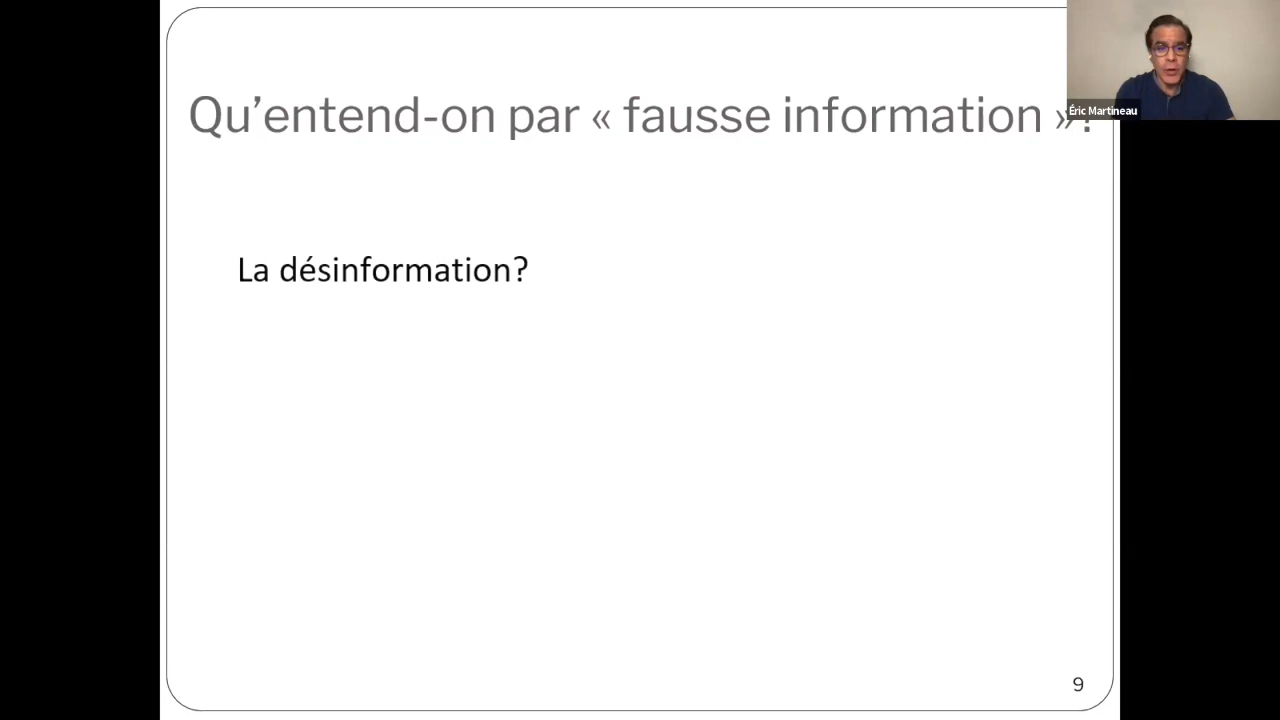 Qu’entend-on par « fausse information »?
Éric Martineau
La désinformation?
9